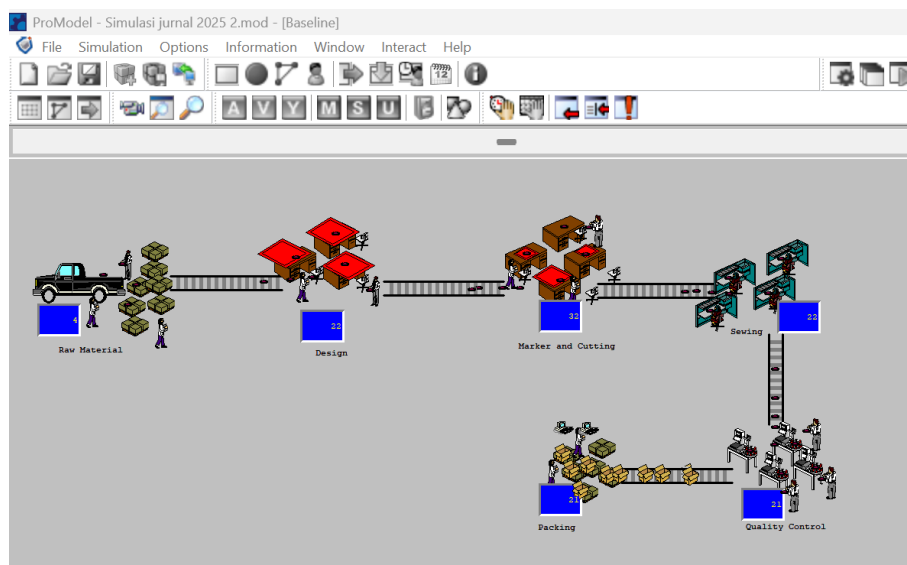 ProModel - Simulasi jurnal 2025 2.mod - [Baseline]
File Simulation Options Information Window Interact Help
12
A V Y M S U
4
22
32
22
Raw Material
Design
Marker and Cutting
Sewing
21
21
Packing
Quality Control